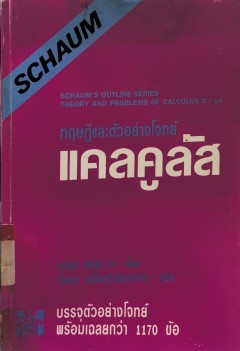 SCHAUM
SCHAUM'S OUTLINE SERIES
THEORY AND PROBLEMS OF CALCULUS 2 / ed
ทฤษฎีและตัวอย่างโจทย์
แคลคูลัส
บรรจุตัวอย่างโจทย์
พร้อมเฉลยกว่า 1170 ข้อ